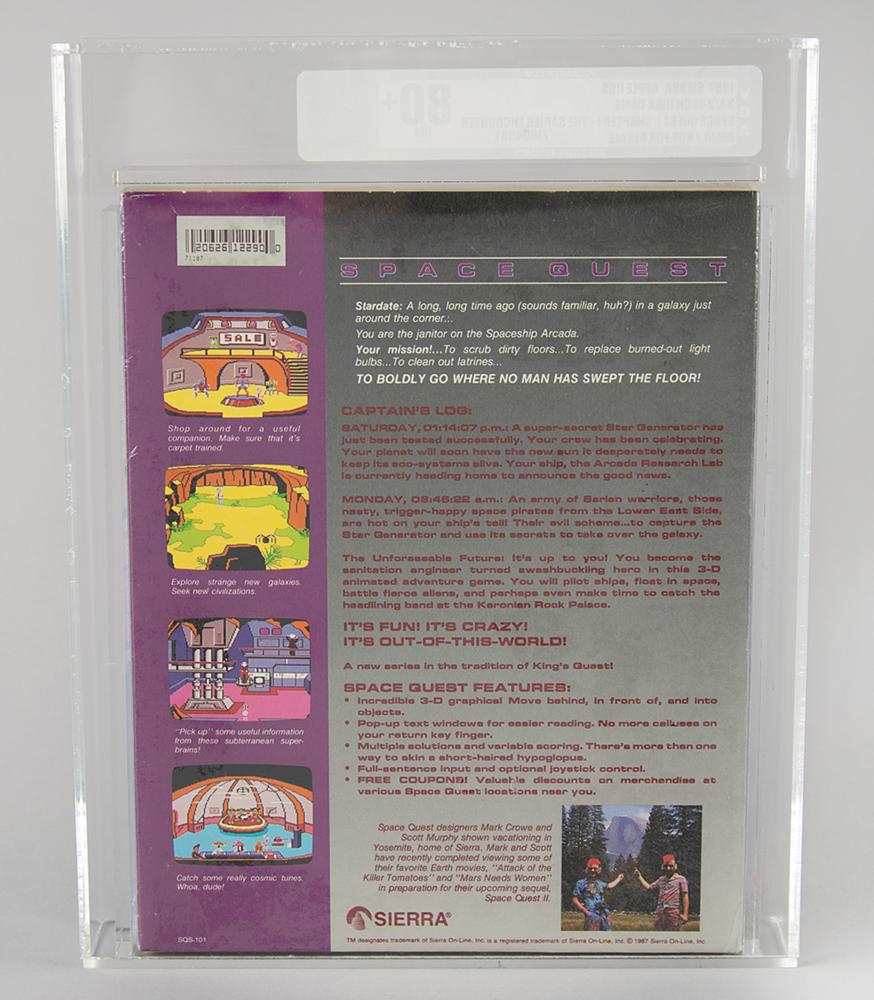 80+
20626 12290 0
71187
SPACE QUEST
Stardate: A long, long time ago (sounds familiar, huh?) in a galaxy just
around the corner...
You are the janitor on the Spaceship Arcada.
Your mission!...To scrub dirty floors...To replace burned-out light
bulbs...To clean out latrines...
TO BOLDLY GO WHERE NO MAN HAS SWEPT THE FLOOR!
SALE
Shop around for a useful
companion. Make sure that it's
carpet trained.
Explore strange new galaxies.
Seek new civilizations.
"Pick up" some useful information
from these subterranean super-
brains!
Catch some really cosmic tunes.
Whoa, dude!
SQS-101
CAPTAIN'S LOG:
SATURDAY, 01:14:07 p.m.: A super-secret Star Generator has
just been tested successfully. Your crew has been celebrating.
Your planet will soon have the new sun it desperately needs to
keep its eco-systems alive. Your ship, the Arcada Research Lab
is currently heading home to announce the good news.
MONDAY, 08:46:22 a.m.: An army of Sarien warriors, those
nasty, trigger-happy space pirates from the Lower East Side,
are hot on your ship's tail! Their evil scheme...to capture the
Star Generator and use its secrets to take over the galaxy.
The Unforseeable Future: It's up to you! You become the
sanitation engineer turned swashbuckling hero in this 3-D
animated adventure game. You will pilot ships, float in space,
battle fierce aliens, and perhaps even make time to catch the
headlining band at the Keronian Rock Palace.
IT'S FUN! IT'S CRAZY!
IT'S OUT-OF-THIS-WORLD!
A new series in the tradition of King's Quest!
SPACE QUEST FEATURES:
• Incredible 3-D graphics! Move behind, in front of, and into
objects.
• Pop-up text windows for easier reading. No more calluses on
your return key finger.
• Multiple solutions and variable scoring. There's more than one
way to skin a short-haired hypoglopus.
• Full-sentence input and optional joystick control.
• FREE COUPONS! Valuable discounts on merchandise at
various Space Quest locations near you.
Space Quest designers Mark Crowe and
Scott Murphy shown vacationing in
Yosemite, home of Sierra. Mark and Scott
have recently completed viewing some of
their favorite Earth movies, "Attack of the
Killer Tomatoes" and "Mars Needs Women"
in preparation for their upcoming sequel,
Space Quest II.
SIERRA®
TM designates trademark of Sierra On-Line, Inc. ® is a registered trademark of Sierra On-Line, Inc. © 1987 Sierra On-Line, Inc.